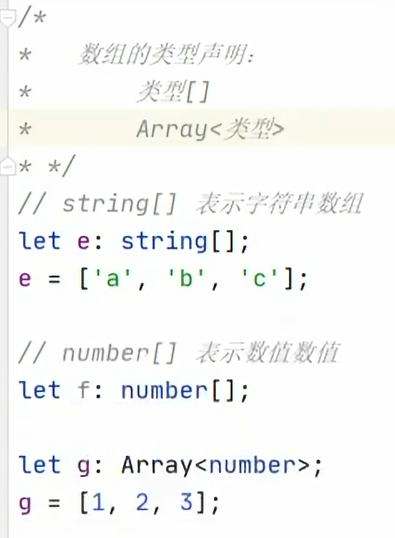 /*
*   数组的类型声明:
*       类型[]
*       Array<类型>
* */
// string[] 表示字符串数组
let e: string[];
e = ['a', 'b', 'c'];
// number[] 表示数值数值
let f: number[];
let g: Array<number>;
g = [1, 2, 3];